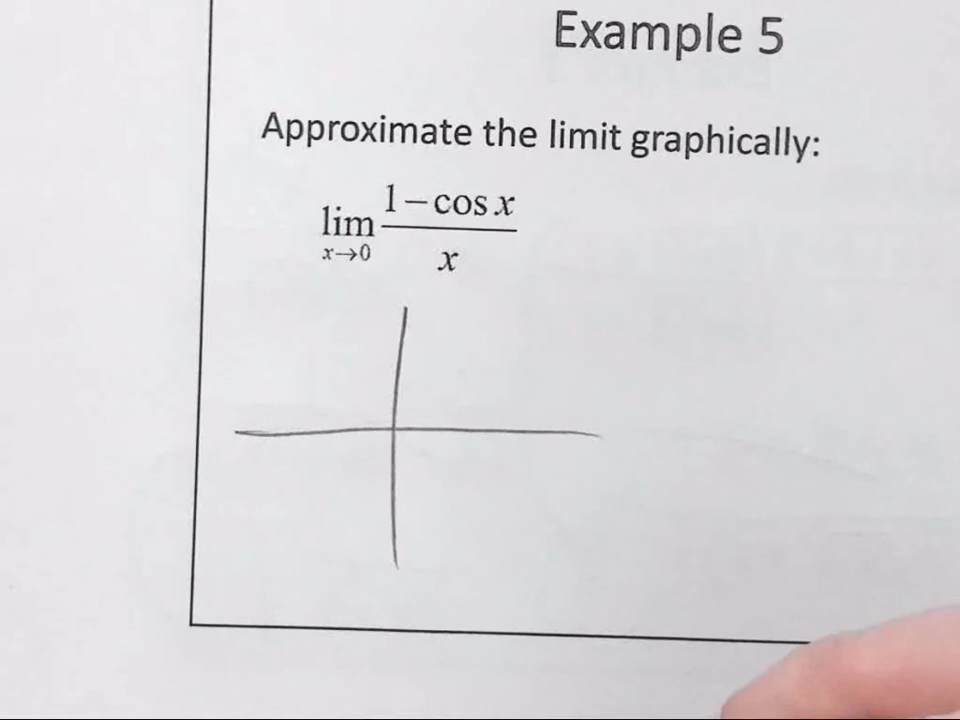 Example 5
Approximate the limit graphically:
lim 1 − cos x
x→0 x